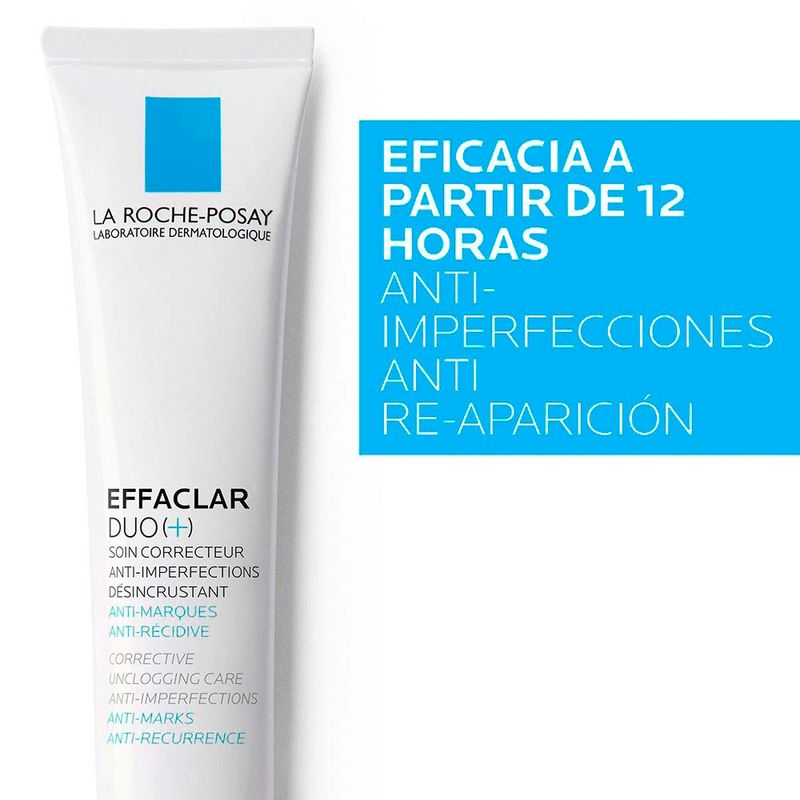 LA ROCHE-POSAY
LABORATOIRE DERMATOLOGIQUE
EFFACLAR
DUO(+)
SOIN CORRECTEUR
ANTI-IMPERFECTIONS
DÉSINCRUSTANT
ANTI-MARQUES
ANTI-RÉCIDIVE
CORRECTIVE
UNCLOGGING CARE
ANTI-IMPERFECTIONS
ANTI-MARKS
ANTI-RECURRENCE
EFICACIA A
PARTIR DE 12
HORAS
ANTI-
IMPERFECCIONES
ANTI
RE-APARICIÓN